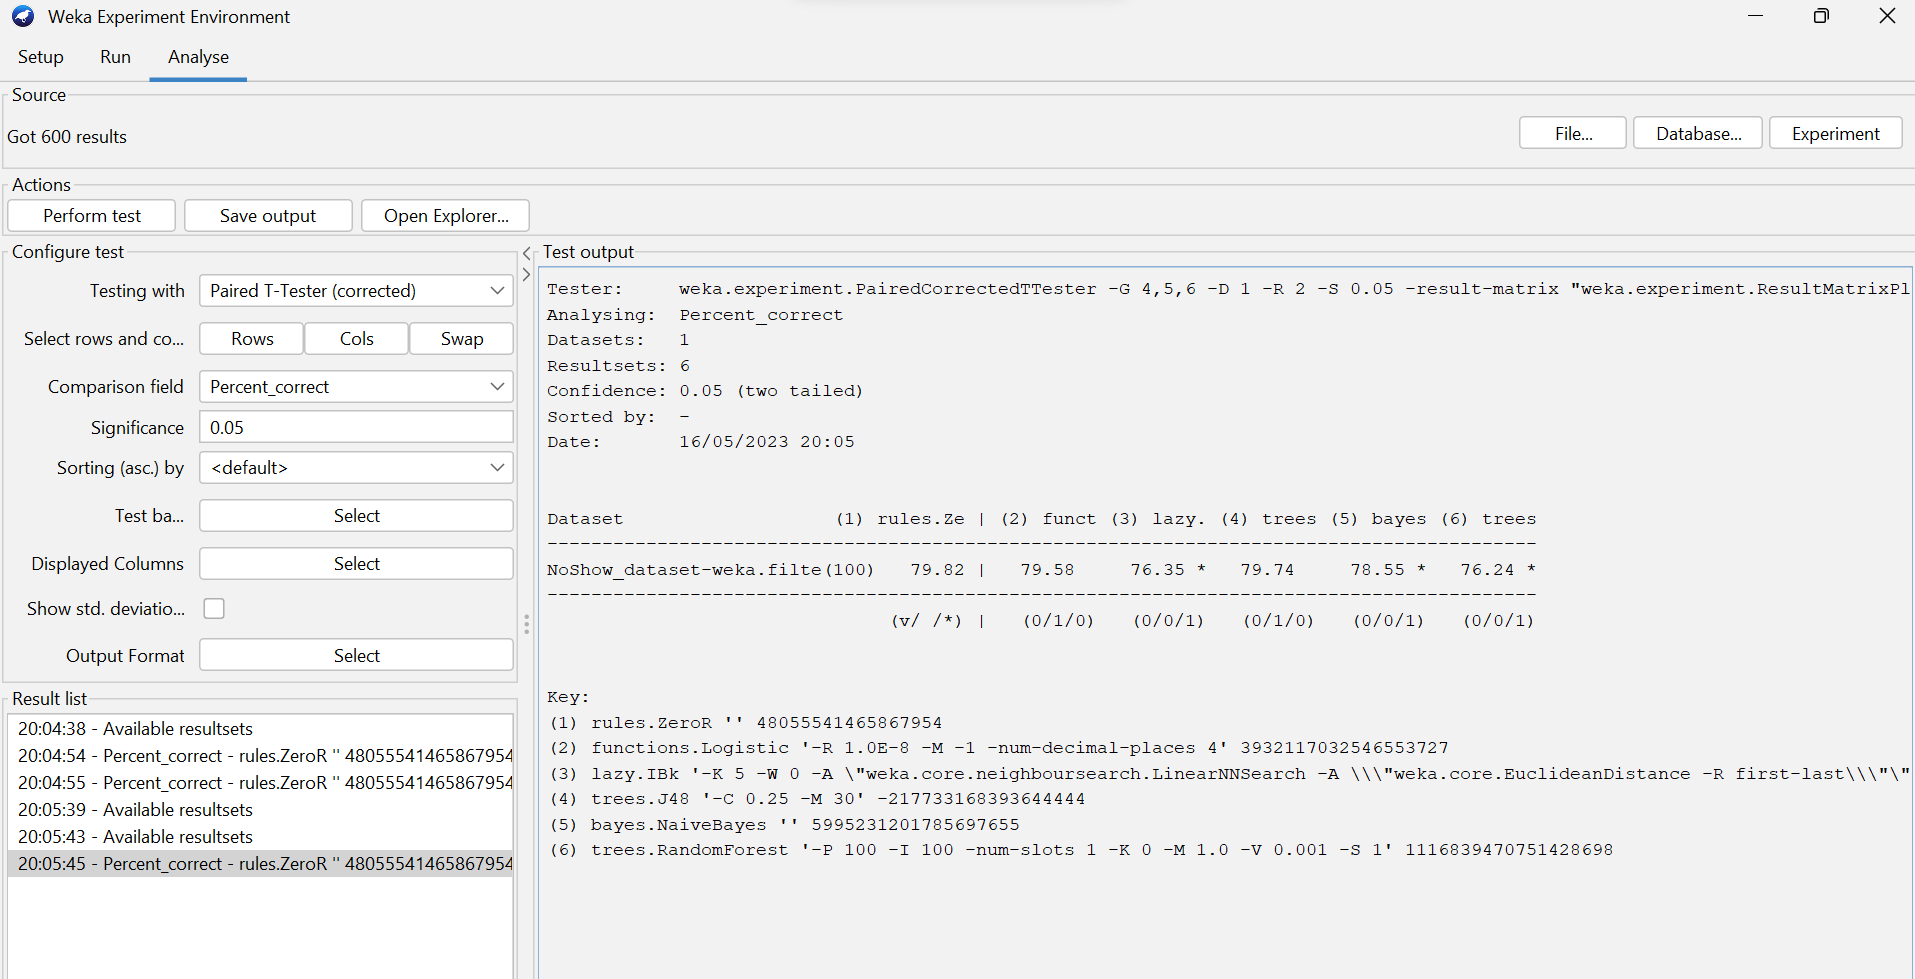 Weka Experiment Environment
Setup Run Analyse
Source
Got 600 results
File... Database... Experiment
Actions
Perform test Save output Open Explorer...
Configure test
Testing with Paired T-Tester (corrected)
Select rows and co... Rows Cols Swap
Comparison field Percent_correct
Significance 0.05
Sorting (asc.) by <default>
Test ba... Select
Displayed Columns Select
Show std. deviatio...
Output Format Select
Result list
20:04:38 - Available resultsets
20:04:54 - Percent_correct - rules.ZeroR '' 48055541465867954
20:04:55 - Percent_correct - rules.ZeroR '' 48055541465867954
20:05:39 - Available resultsets
20:05:43 - Available resultsets
20:05:45 - Percent_correct - rules.ZeroR '' 48055541465867954
Test output
Tester: weka.experiment.PairedCorrectedTTester -G 4,5,6 -D 1 -R 2 -S 0.05 -result-matrix "weka.experiment.ResultMatrixPl
Analysing: Percent_correct
Datasets: 1
Resultsets: 6
Confidence: 0.05 (two tailed)
Sorted by: -
Date: 16/05/2023 20:05
Dataset (1) rules.Ze | (2) funct (3) lazy. (4) trees (5) bayes (6) trees
------------------------------------------------------------------------------------------
NoShow_dataset-weka.filte(100) 79.82 | 79.58 76.35 * 79.74 78.55 * 76.24 *
------------------------------------------------------------------------------------------
(v/ /*) | (0/1/0) (0/0/1) (0/1/0) (0/0/1) (0/0/1)
Key:
(1) rules.ZeroR '' 48055541465867954
(2) functions.Logistic '-R 1.0E-8 -M -1 -num-decimal-places 4' 3932117032546553727
(3) lazy.IBk '-K 5 -W 0 -A \"weka.core.neighboursearch.LinearNNSearch -A \\\"weka.core.EuclideanDistance -R first-last\\\"\"
(4) trees.J48 '-C 0.25 -M 30' -217733168393644444
(5) bayes.NaiveBayes '' 5995231201785697655
(6) trees.RandomForest '-P 100 -I 100 -num-slots 1 -K 0 -M 1.0 -V 0.001 -S 1' 1116839470751428698